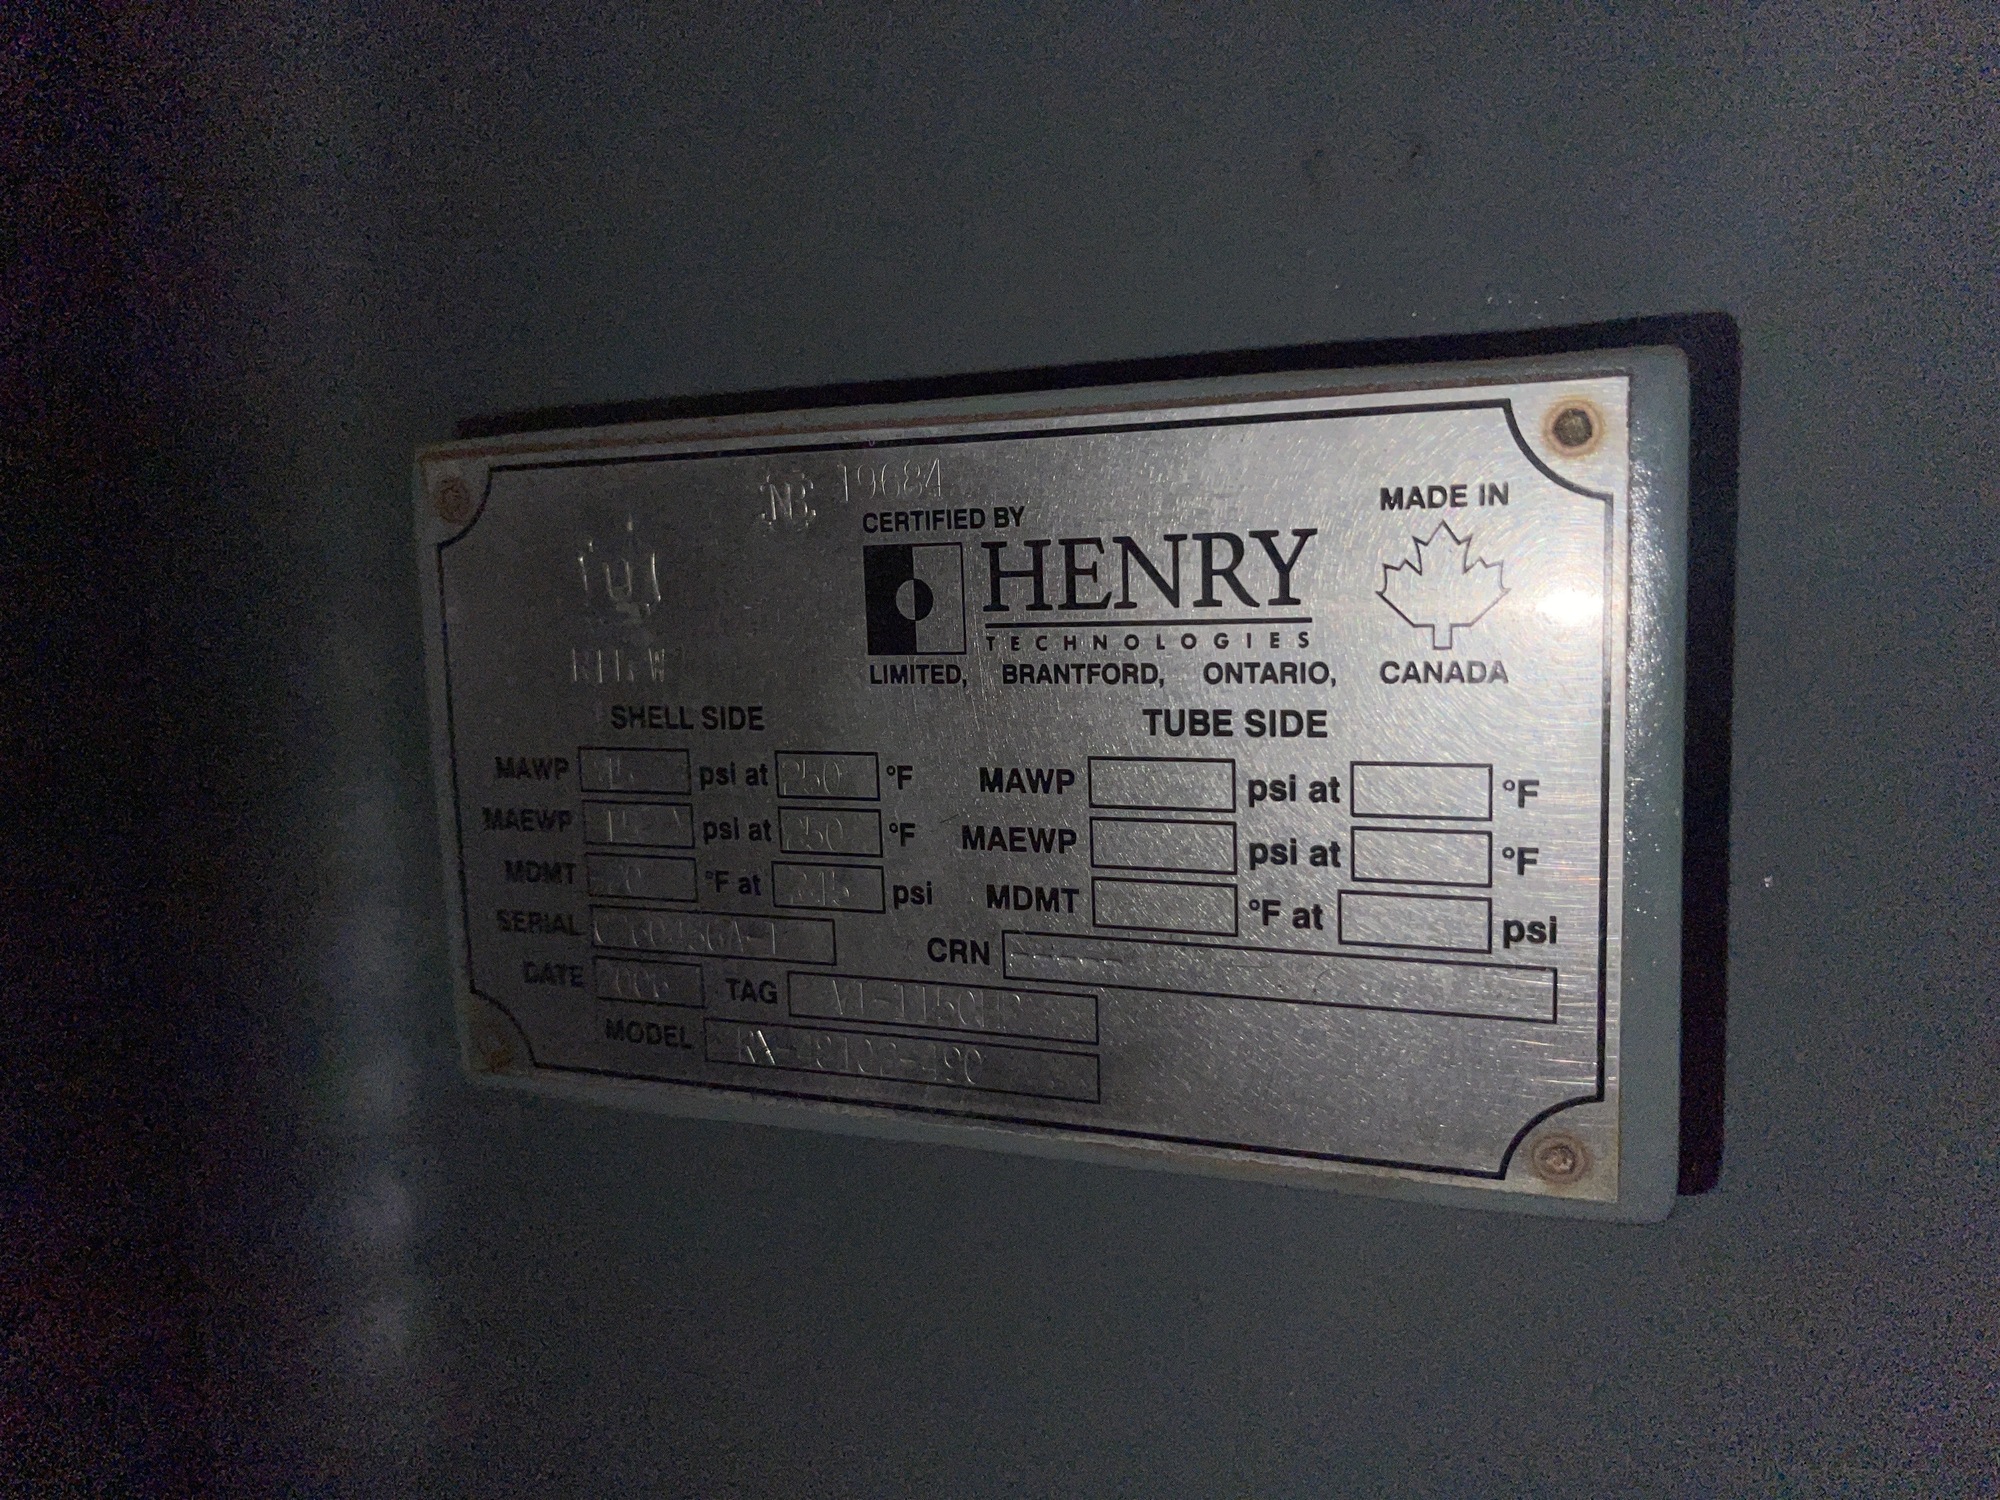 NB 19684
CERTIFIED BY
U
HENRY
TECHNOLOGIES
LIMITED, BRANTFORD, ONTARIO,
MADE IN
CANADA
SHELL SIDE
MAWP psi at 250 °F
MAEWP psi at 250 °F
MDMT °F at psi
SERIAL
DATE TAG
MODEL
TUBE SIDE
MAWP psi at °F
MAEWP psi at °F
MDMT °F at psi
CRN